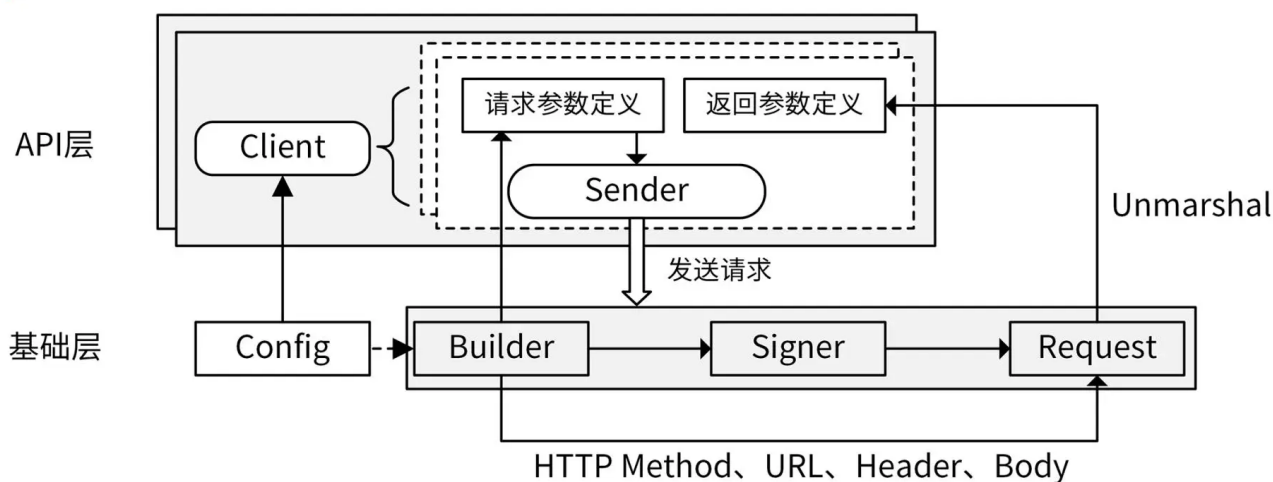 请求参数定义
返回参数定义
API层
Client
Sender
Unmarshal
发送请求
基础层
Config
Builder
Signer
Request
HTTP Method、URL、Header、Body